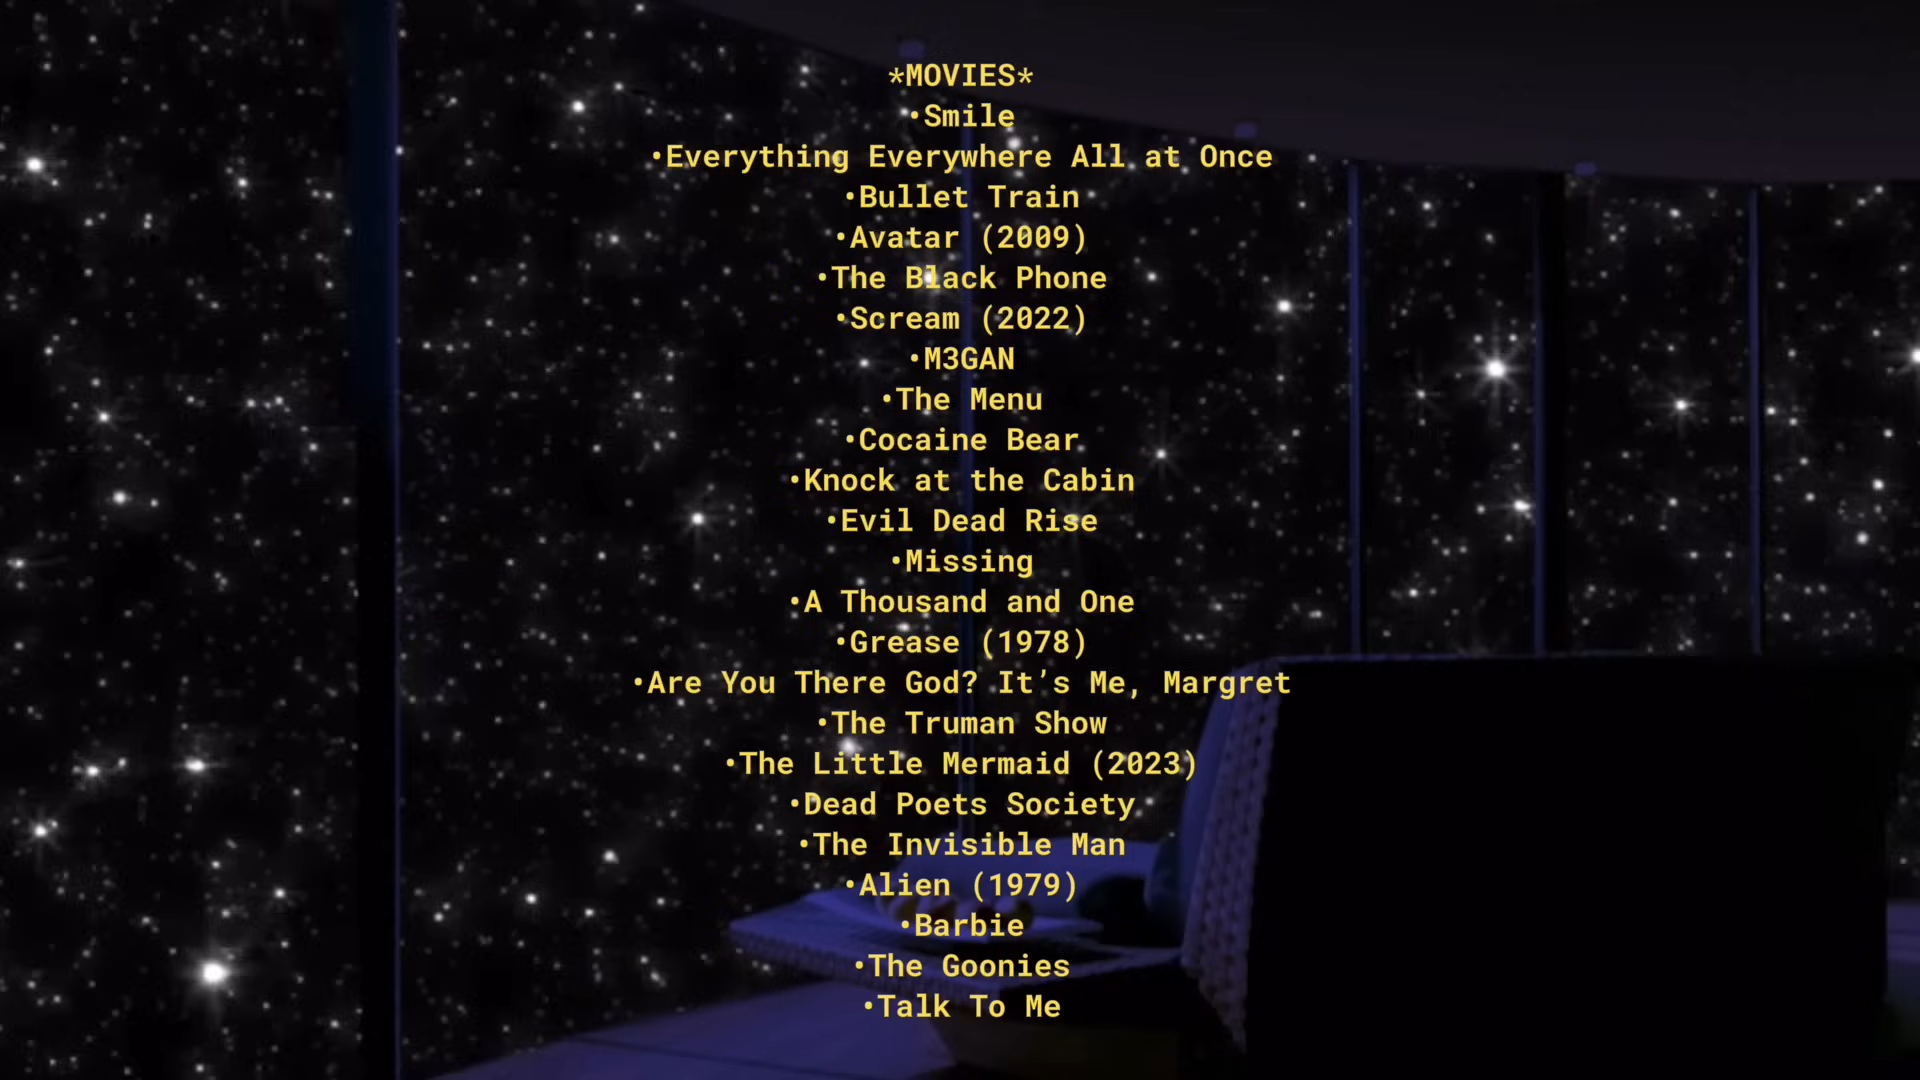 *MOVIES*
•Smile
•Everything Everywhere All at Once
•Bullet Train
•Avatar (2009)
•The Black Phone
•Scream (2022)
•M3GAN
•The Menu
•Cocaine Bear
•Knock at the Cabin
•Evil Dead Rise
•Missing
•A Thousand and One
•Grease (1978)
•Are You There God? It’s Me, Margret
•The Truman Show
•The Little Mermaid (2023)
•Dead Poets Society
•The Invisible Man
•Alien (1979)
•Barbie
•The Goonies
•Talk To Me